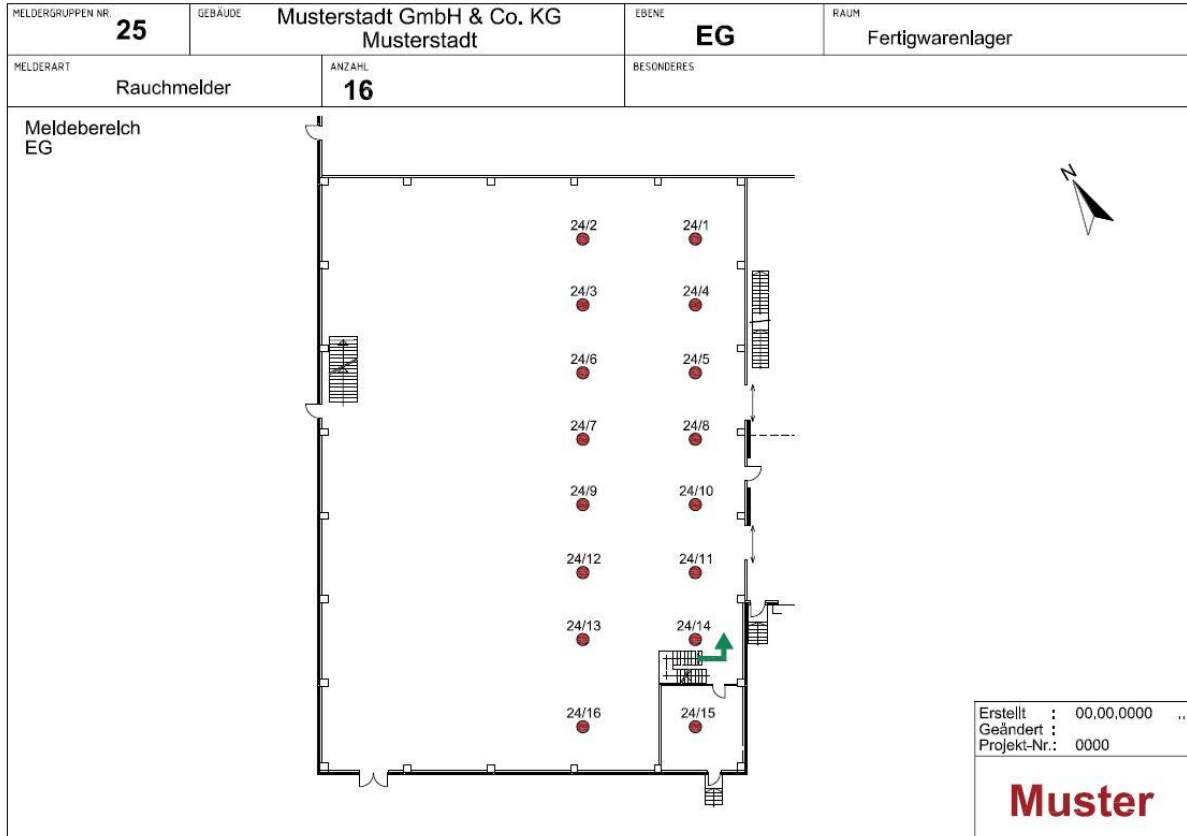 MELDERGRUPPEN NR.
25
GEBÄUDE
Musterstadt GmbH & Co. KG
Musterstadt
EBENE
EG
RAUM
Fertigwarenlager
MELDERART
Rauchmelder
ANZAHL
16
BESONDERES
Meldebereich
EG
N
24/2 24/1
24/3 24/4
24/6 24/5
24/7 24/8
24/9 24/10
24/12 24/11
24/13 24/14
24/16 24/15
Erstellt : 00.00.0000 ..
Geändert :
Projekt-Nr.: 0000
Muster